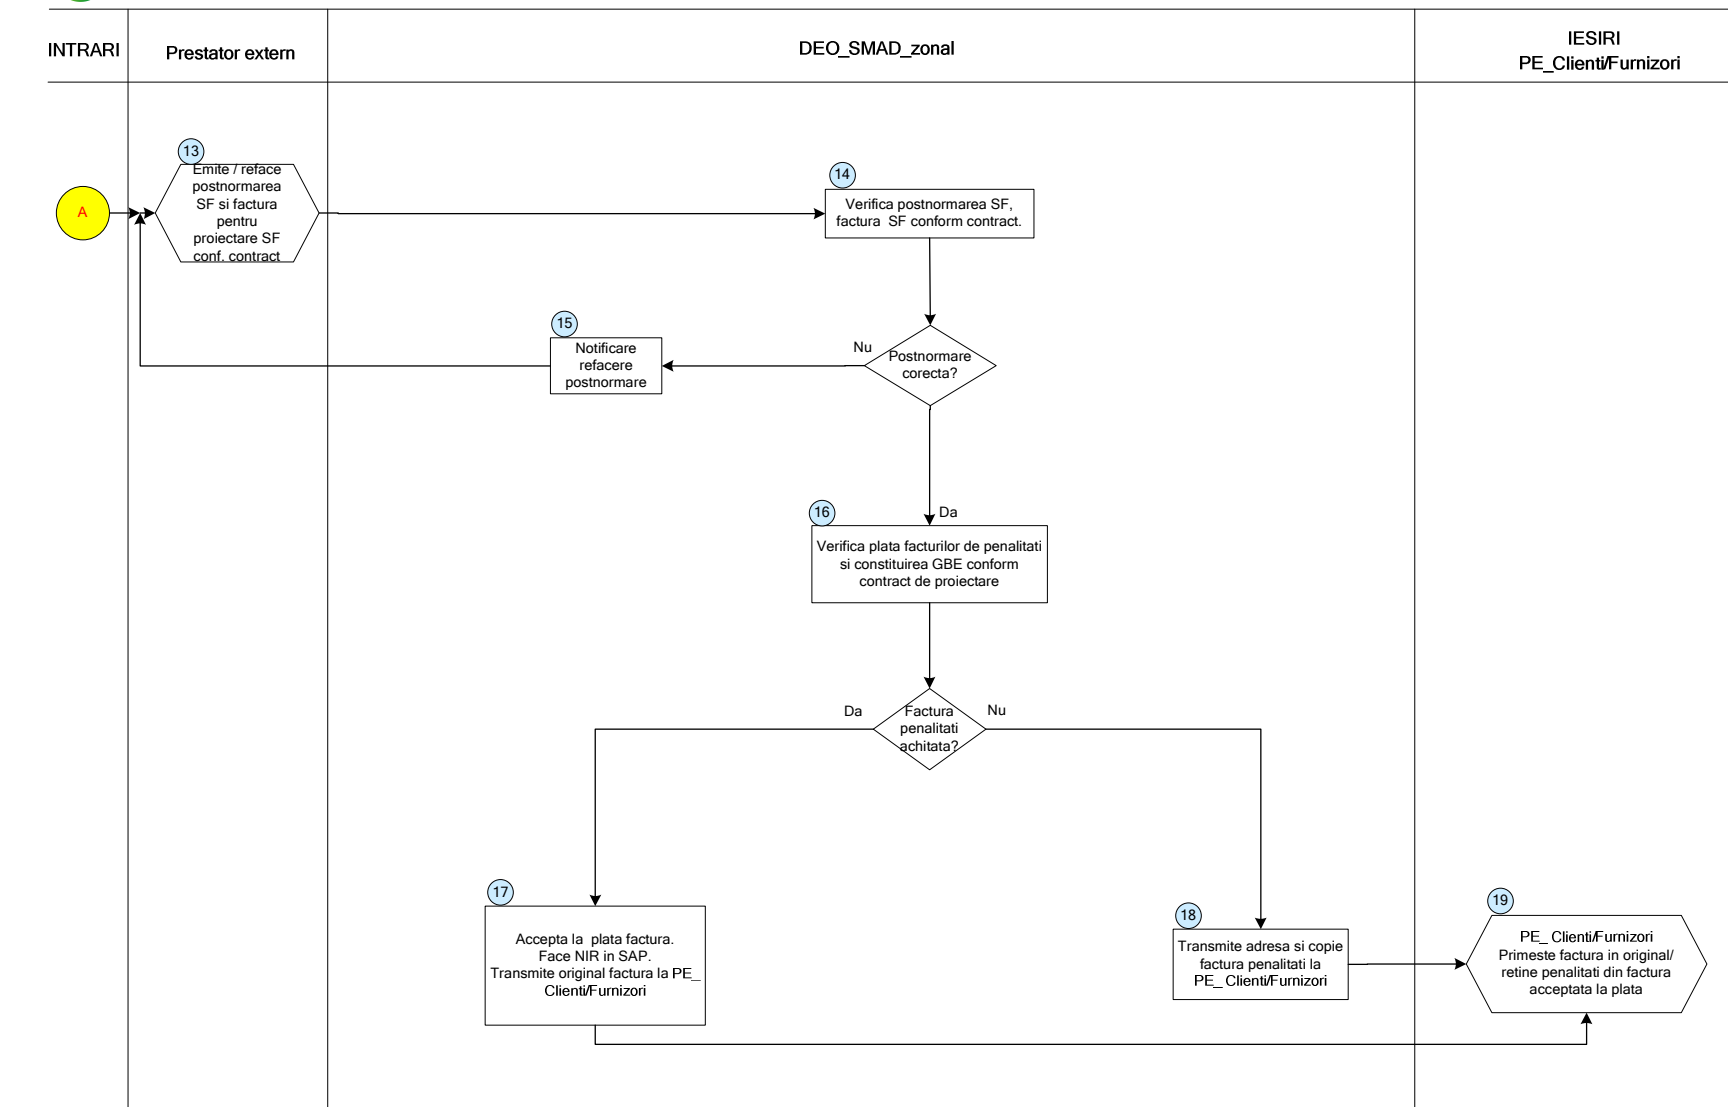 INTRARI
Prestator extern
DEO_SMAD_zonal
IESIRI
PE_Clienti/Furnizori
A
13
Emite / reface
postnormarea
SF si factura
pentru
proiectare SF
conf. contract
14
Verifica postnormarea SF,
factura SF conform contract.
15
Notificare
refacere
postnormare
Nu
Postnormare
corecta?
Da
16
Verifica plata facturilor de penalitati
si constituirea GBE conform
contract de proiectare
Da
Factura
penalitati
achitata?
Nu
17
Accepta la plata factura.
Face NIR in SAP.
Transmite original factura la PE_
Clienti/Furnizori
18
Transmite adresa si copie
factura penalitati la
PE_ Clienti/Furnizori
19
PE_ Clienti/Furnizori
Primeste factura in original/
retine penalitati din factura
acceptata la plata